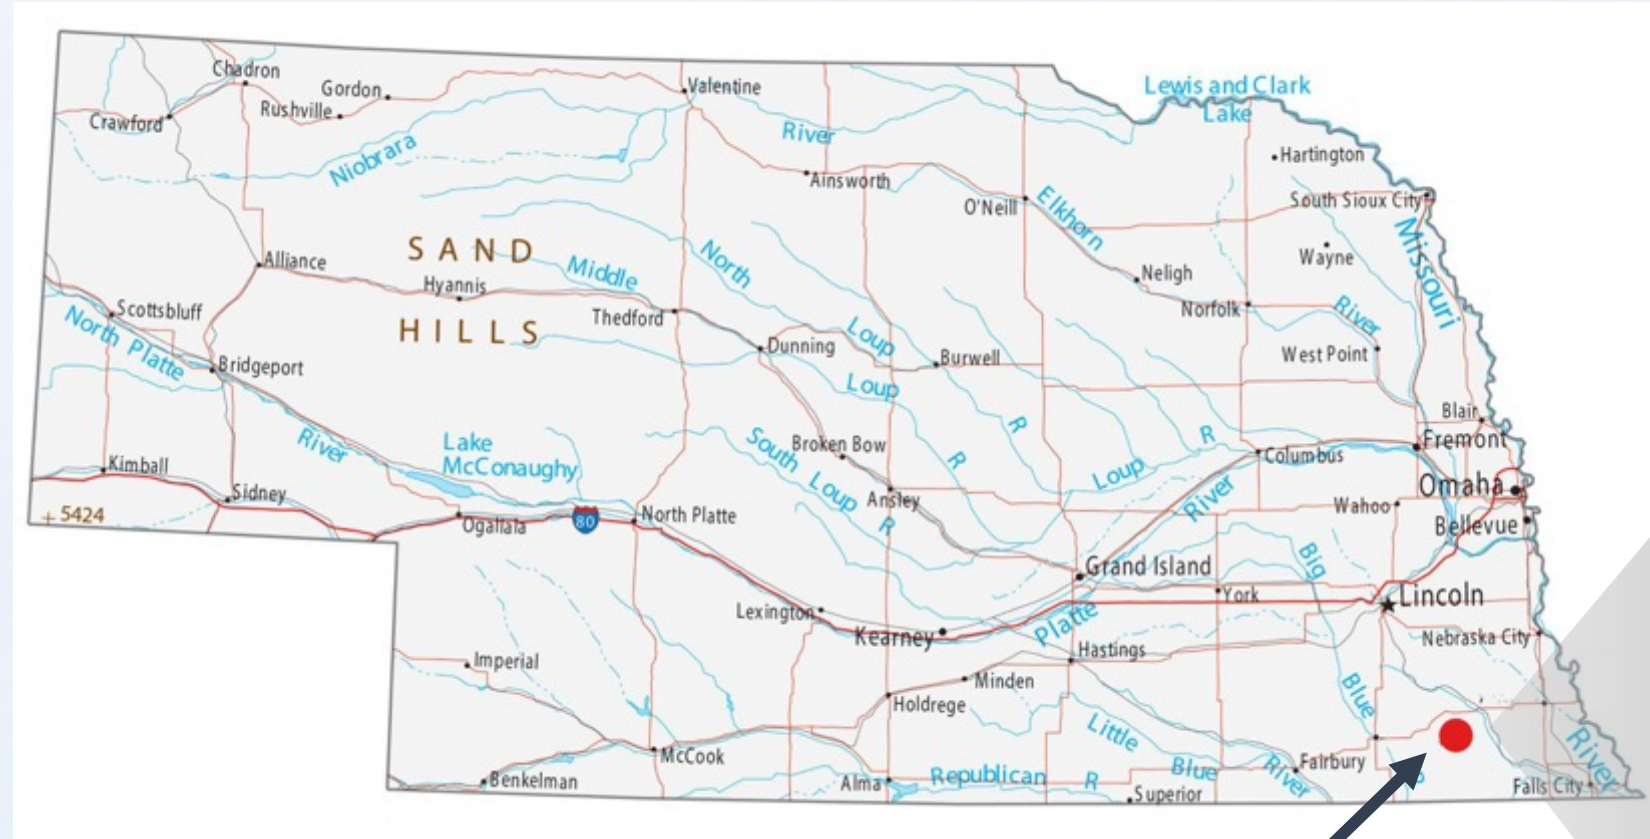 Chadron
Gordon
Rushville
Crawford
Valentine
Niobrara
River
Ainsworth
Lewis and Clark
Lake
Hartington
South Sioux City
O'Neill
Elkhorn
Missouri
Wayne
Neligh
Norfolk
River
West Point
Alliance
SAND
HILLS
Hyannis
Middle
North
Thedford
Loup
Dunning
Loup
Burwell
R
R
Scottsbluff
North Platte
Bridgeport
River
Lake
McConaughy
Broken Bow
South Loup R
Ansley
Loup
R
Columbus
Blair
Fremont
Omaha
Wahoo
Bellevue
Kimball
Sidney
5424
Ogallala
80
North Platte
River
Big
Grand Island
York
Lincoln
Platte
Lexington
Kearney
Hastings
Nebraska City
Imperial
Minden
Holdrege
Blue
Little
Blue
River
McCook
Benkelman
Alma
Republican R
Superior
Fairbury
Falls City
River